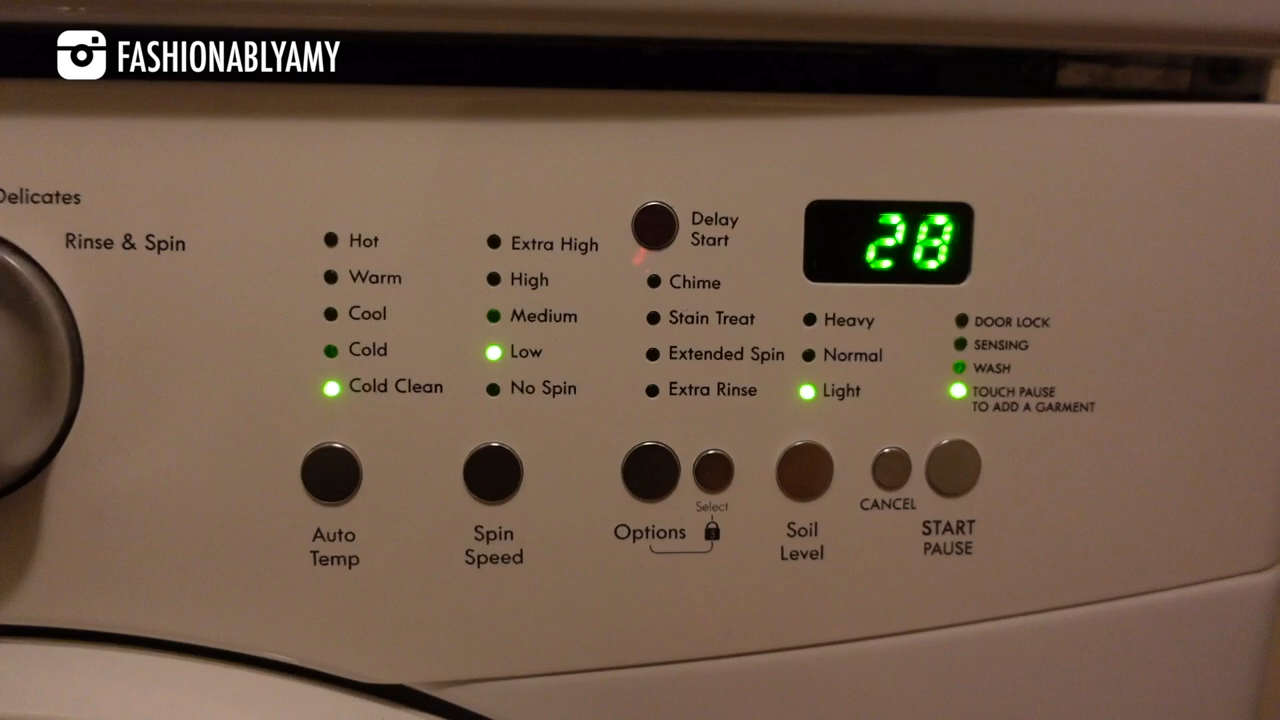 FASHIONABLYAMY
Delicates
Rinse & Spin
Hot
Warm
Cool
Cold
Cold Clean
Auto
Temp
Extra High
High
Medium
Low
No Spin
Spin
Speed
Delay
Start
Chime
Stain Treat
Extended Spin
Extra Rinse
Select
Options
28
Heavy
Normal
Light
Soil
Level
DOOR LOCK
SENSING
WASH
TOUCH PAUSE
TO ADD A GARMENT
CANCEL
START
PAUSE